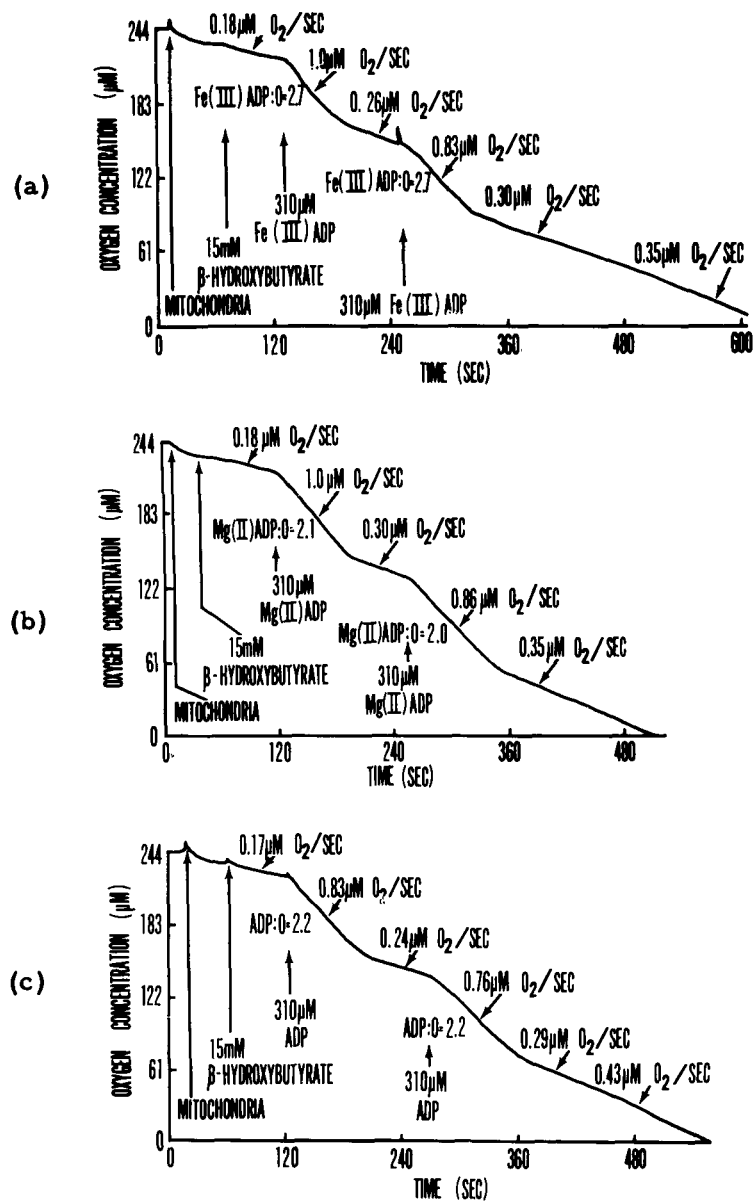 (a)
OXYGEN CONCENTRATION (µM)
244
183
122
61
0
0.18µM O2/SEC
1.0µM O2/SEC
0.26µM O2/SEC
0.83µM O2/SEC
0.30µM O2/SEC
0.35µM O2/SEC
Fe(III) ADP:O=2.7
Fe(III) ADP:O=2.7
310µM
Fe(III) ADP
15mM
β-HYDROXYBUTYRATE
MITOCHONDRIA
310µM Fe(III) ADP
0 120 240 360 480 600
TIME (SEC)
(b)
OXYGEN CONCENTRATION (µM)
244
183
122
61
0
0.18µM O2/SEC
1.0µM O2/SEC
0.30µM O2/SEC
0.86µM O2/SEC
0.35µM O2/SEC
Mg(II)ADP:O=2.1
310µM
Mg(II)ADP
Mg(II)ADP:O=2.0
310µM
Mg(II)ADP
15mM
β-HYDROXYBUTYRATE
MITOCHONDRIA
0 120 240 360 480
TIME (SEC)
(c)
OXYGEN CONCENTRATION (µM)
244
183
122
61
0
0.17µM O2/SEC
0.83µM O2/SEC
0.24µM O2/SEC
0.76µM O2/SEC
0.29µM O2/SEC
0.43µM O2/SEC
ADP:O=2.2
310µM
ADP
ADP:O=2.2
310µM
ADP
15mM
β-HYDROXYBUTYRATE
MITOCHONDRIA
0 120 240 360 480
TIME (SEC)